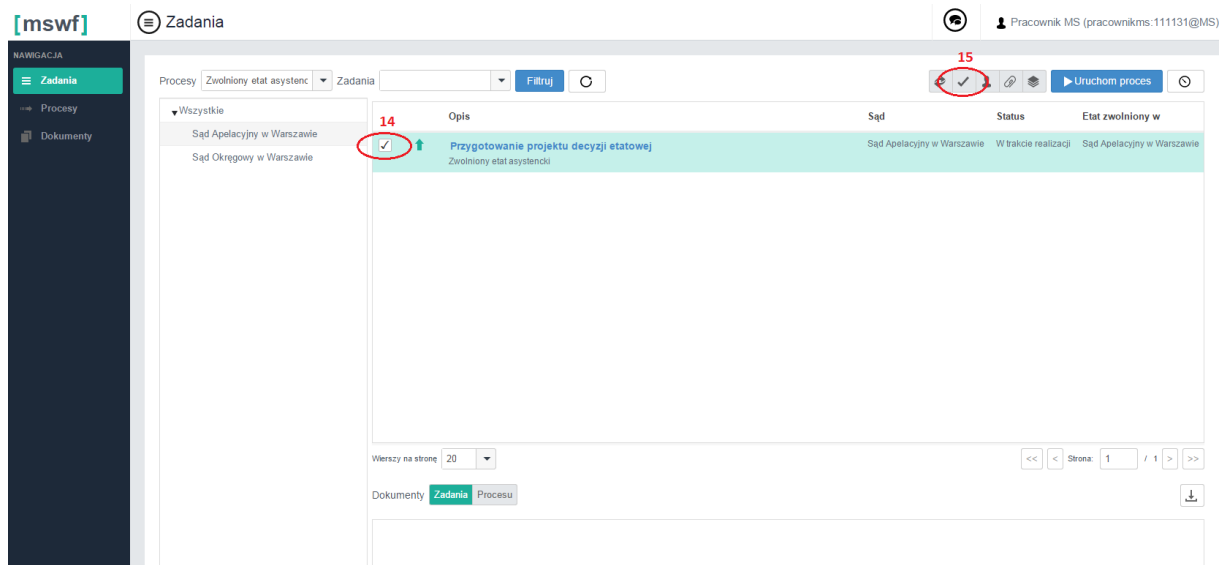 [mswf]
Zadania
Pracownik MS (pracownikms:111131@MS)
NAWIGACJA
Zadania
Procesy
Dokumenty
15
Procesy Zwolniony etat asystenc Zadania Filtruj Uruchom proces
Wszystkie
Sąd Apelacyjny w Warszawie
Sąd Okręgowy w Warszawie
14
Opis Sąd Status Etat zwolniony w
Przygotowanie projektu decyzji etatowej Sąd Apelacyjny w Warszawie W trakcie realizacji Sąd Apelacyjny w Warszawie
Zwolniony etat asystencki
Wierszy na stronę 20 << < Strona: 1 / 1 > >>
Dokumenty Zadania Procesu